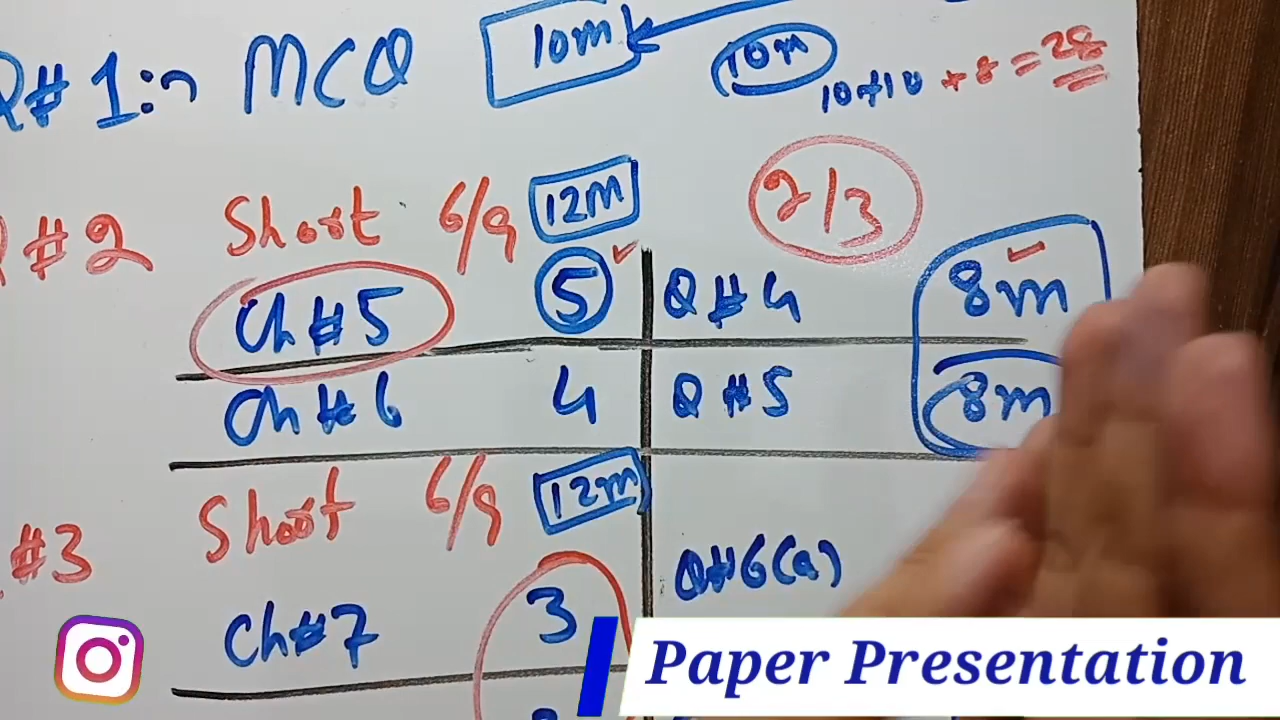 Q#1:n MCQ 10m 10m
10+10 + 8 = 28
Q#2 Short 6/9 12m 2/3
Ch#5 5 Q#4 8m
Ch#6 4 Q#5 8m
#3 Short 6/9 12m
Q#6(a)
Ch#7 3
Paper Presentation